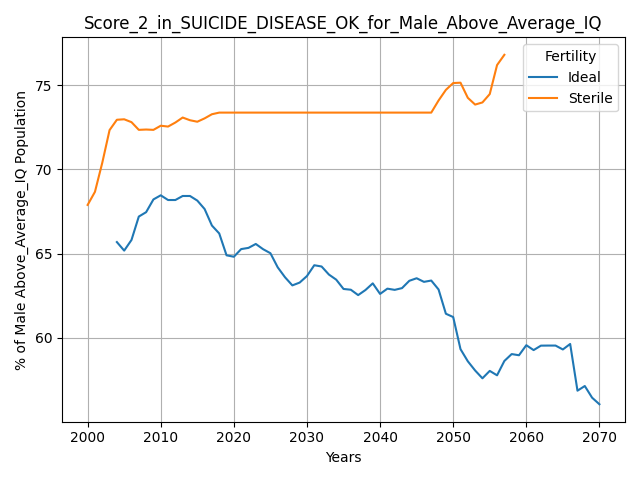 Score_2_in_SUICIDE_DISEASE_OK_for_Male_Above_Average_IQ
Fertility
Ideal
Sterile
% of Male Above_Average_IQ Population
75
70
65
60
2000 2010 2020 2030 2040 2050 2060 2070
Years